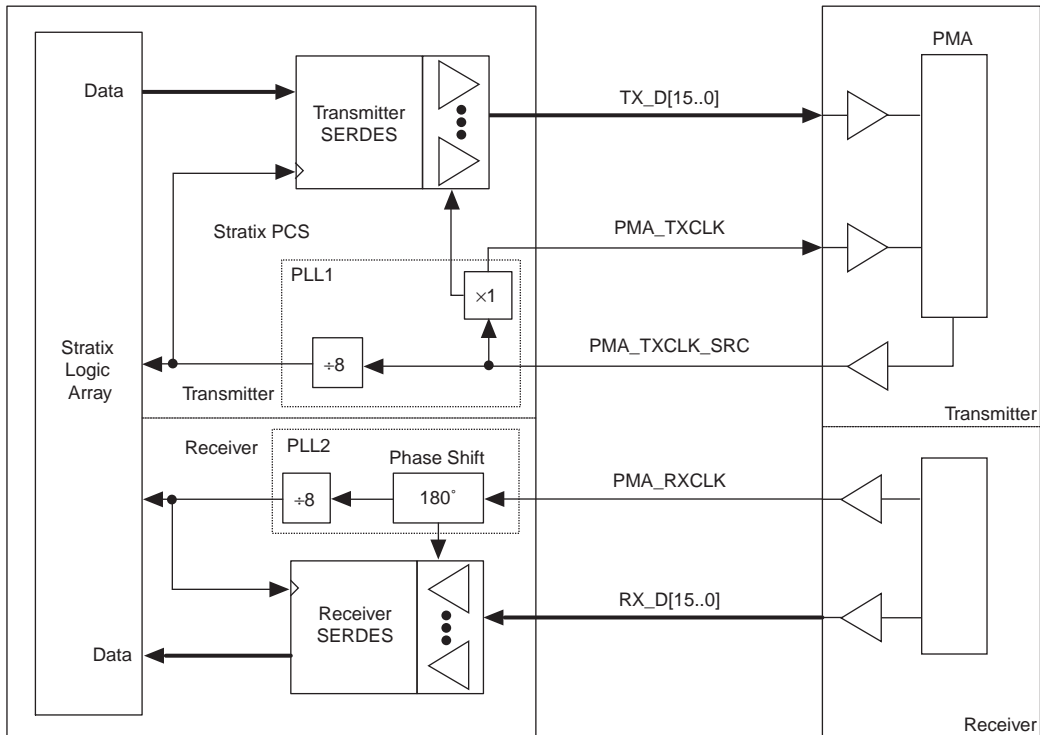 PMA
Data
Transmitter
SERDES
TX_D[15..0]
Stratix PCS
PMA_TXCLK
PLL1
×1
Stratix
Logic
Array
÷8
PMA_TXCLK_SRC
Transmitter
Transmitter
Receiver
PLL2
Phase Shift
÷8
180°
PMA_RXCLK
Receiver
SERDES
RX_D[15..0]
Data
Receiver